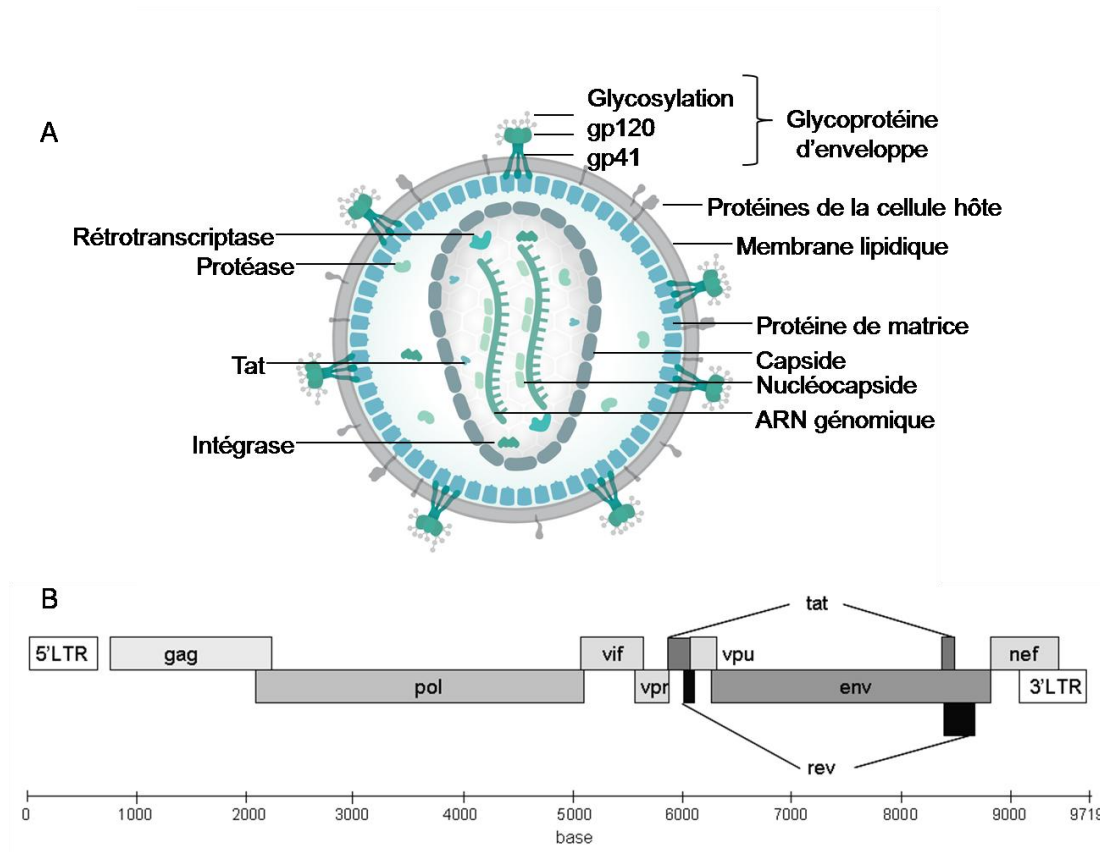 A
Glycosylation
gp120
gp41
Glycoprotéine
d'enveloppe
Protéines de la cellule hôte
Membrane lipidique
Rétrotranscriptase
Protéase
Protéine de matrice
Capside
Tat
Nucléocapside
ARN génomique
Intégrase
B
tat
5'LTR
gag
vif
vpu
nef
pol
vpr
env
3'LTR
rev
0 1000 2000 3000 4000 5000 6000 7000 8000 9000 9719
base